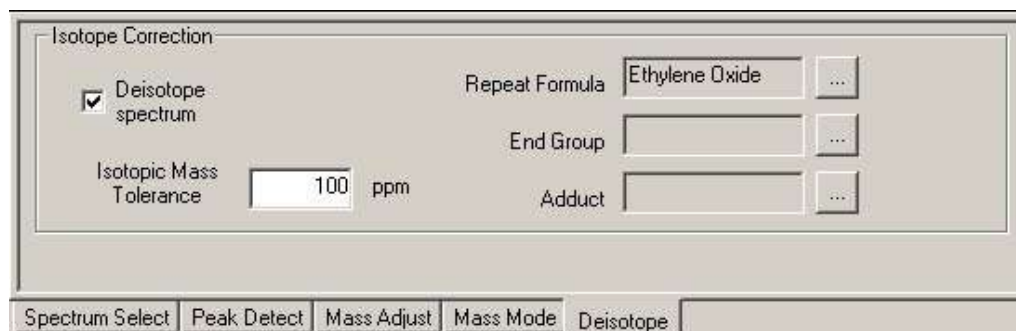 Isotope Correction
Deisotope
spectrum
Repeat Formula Ethylene Oxide ...
End Group ...
Isotopic Mass
Tolerance 100 ppm
Adduct ...
Spectrum Select Peak Detect Mass Adjust Mass Mode Deisotope